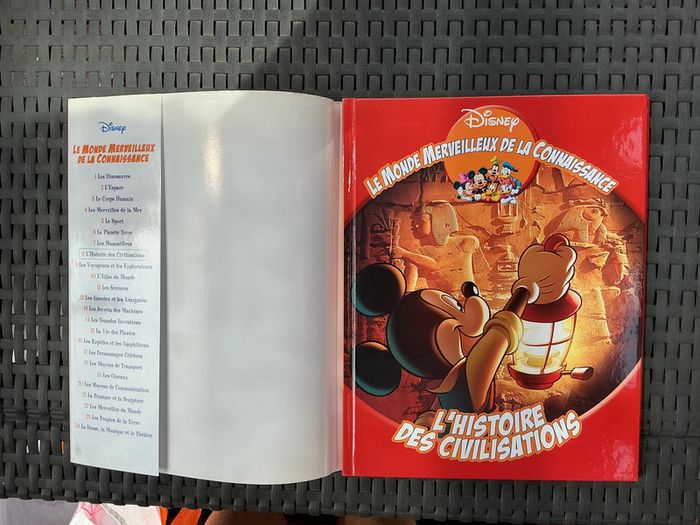 Disney
Le Monde Merveilleux
de la Connaissance
1 Les Dinosaures
2 L'Espace
3 Le Corps Humain
4 Les Merveilles de la Mer
5 Le Sport
6 La Planète Terre
7 Les Mammifères
8 L'Histoire des Civilisations
9 Les Voyageurs et les Explorateurs
10 L'Atlas du Monde
11 Les Sciences
12 Les Insectes et les Araignées
13 Les Secrets des Machines
14 Les Grandes Inventions
15 La Vie des Plantes
16 Les Reptiles et les Amphibiens
17 Les Personnages Célèbres
18 Les Moyens de Transport
19 Les Oiseaux
20 Les Moyens de Communication
21 La Peinture et la Sculpture
22 Les Merveilles du Monde
23 Les Peuples de la Terre
24 La Danse, la Musique et le Théâtre
Disney
Le Monde Merveilleux de la Connaissance
L'Histoire
des Civilisations